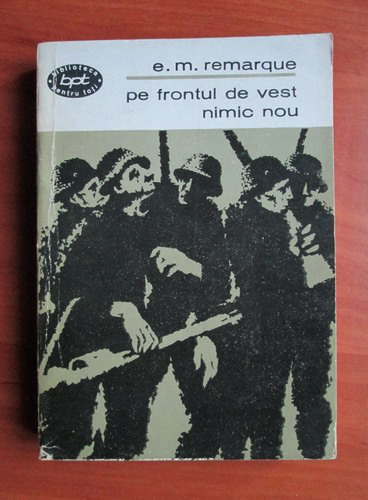 Biblioteca
bpt
pentru toți
e. m. remarque
pe frontul de vest
nimic nou